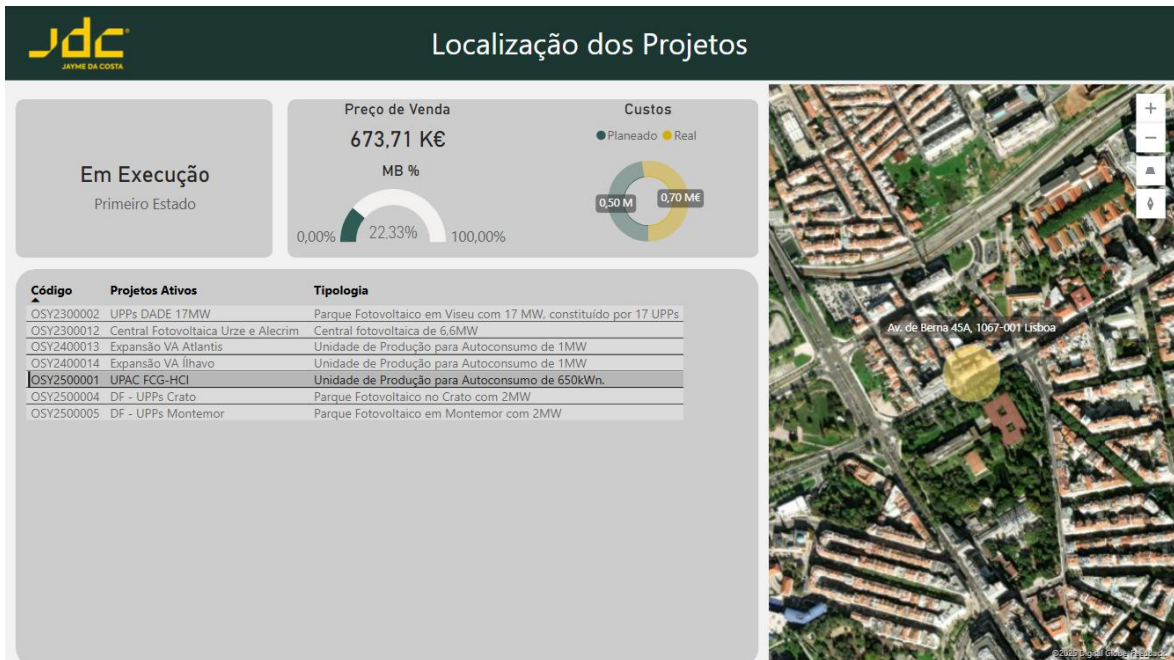 Jdc
JAYME DA COSTA
Localização dos Projetos
Em Execução
Primeiro Estado
Preço de Venda
673,71 K€
MB %
0,00%
22,33%
100,00%
Custos
Planeado Real
0,50 M
0,70 M€
Código Projetos Ativos Tipologia
OSY2300002 UPPs DADE 17MW Parque Fotovoltaico em Viseu com 17 MW, constituído por 17 UPPs
OSY2300012 Central Fotovoltaica Urze e Alecrim Central fotovoltaica de 6,6MW
OSY2400013 Expansão VA Atlantis Unidade de Produção para Autoconsumo de 1MW
OSY2400014 Expansão VA Ílhavo Unidade de Produção para Autoconsumo de 1MW
OSY2500001 UPAC FCG-HCI Unidade de Produção para Autoconsumo de 650kWn.
OSY2500004 DF - UPPs Crato Parque Fotovoltaico no Crato com 2MW
OSY2500005 DF - UPPs Montemor Parque Fotovoltaico em Montemor com 2MW
Av. de Berna 45A, 1067-001 Lisboa
©2025 Digital Globe Feedback